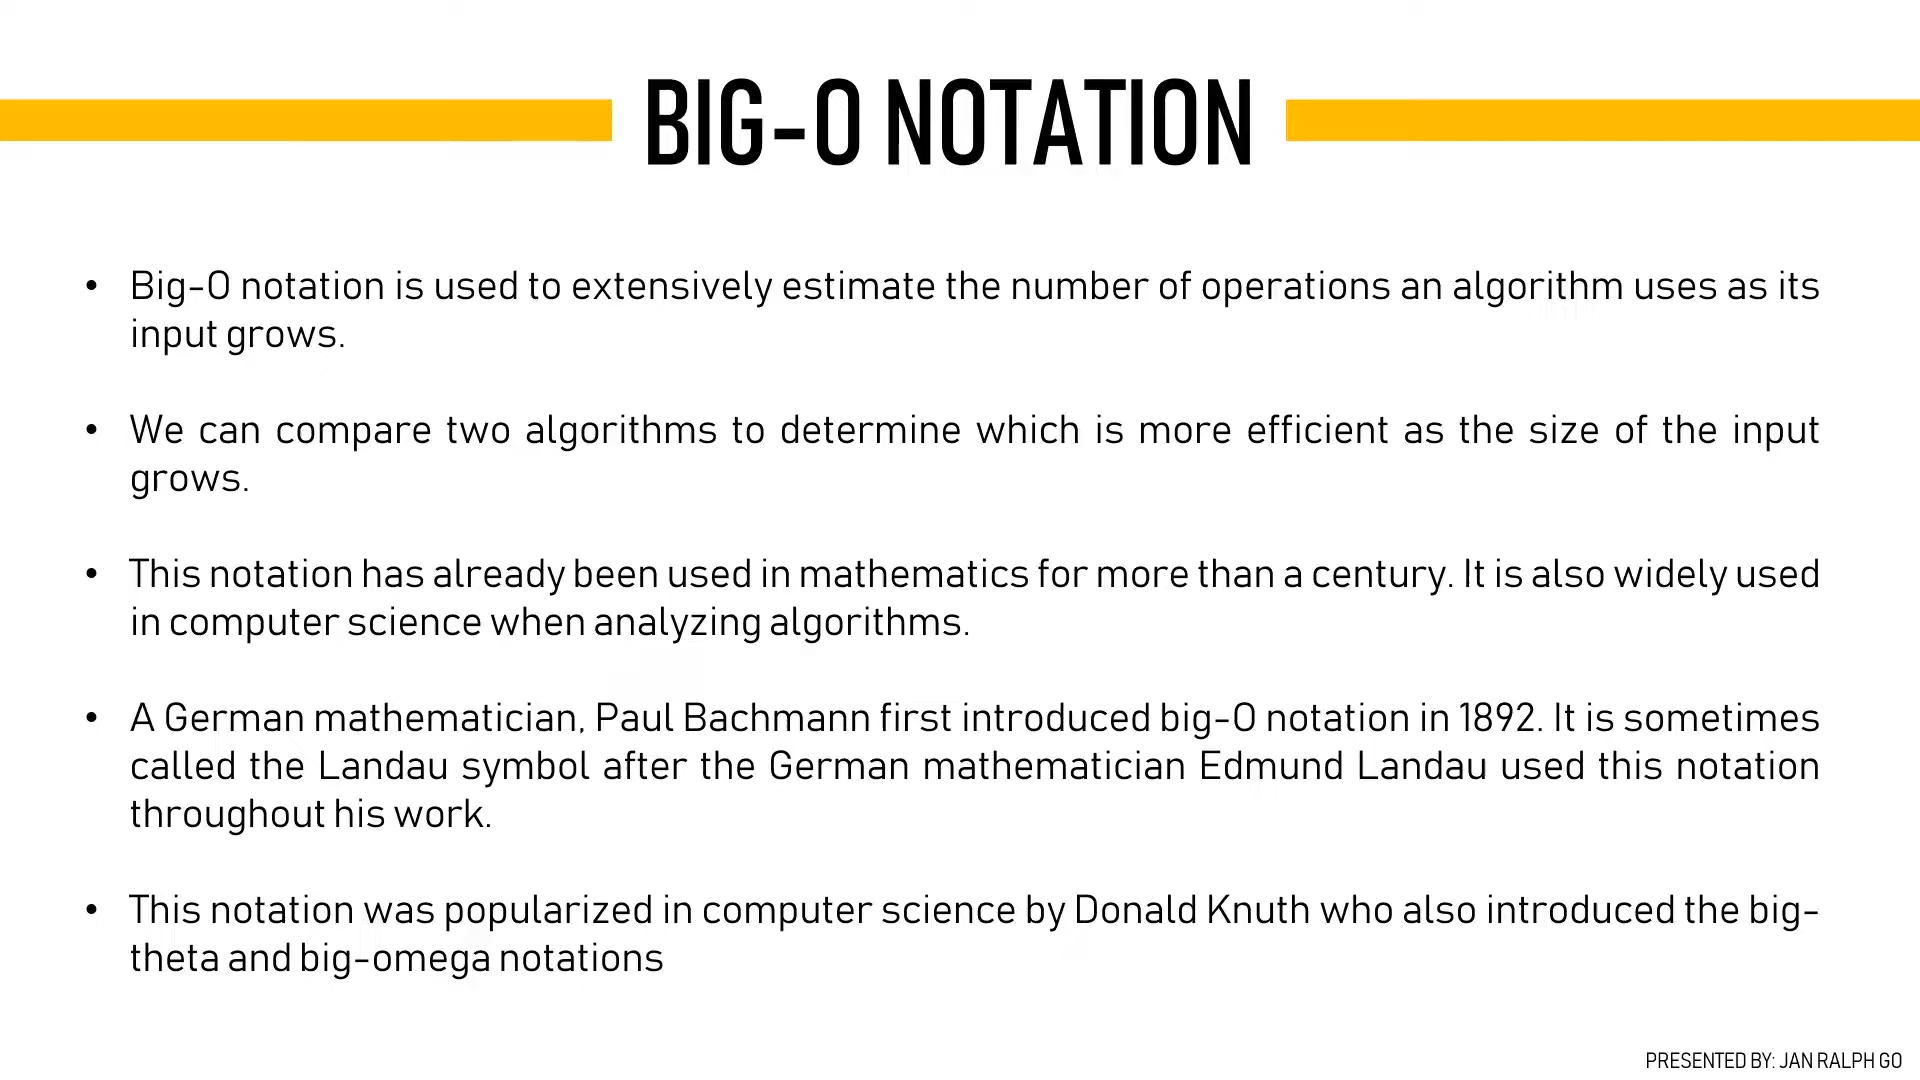 BIG-O NOTATION
• Big-O notation is used to extensively estimate the number of operations an algorithm uses as its
input grows.
• We can compare two algorithms to determine which is more efficient as the size of the input
grows.
• This notation has already been used in mathematics for more than a century. It is also widely used
in computer science when analyzing algorithms.
• A German mathematician, Paul Bachmann first introduced big-O notation in 1892. It is sometimes
called the Landau symbol after the German mathematician Edmund Landau used this notation
throughout his work.
• This notation was popularized in computer science by Donald Knuth who also introduced the big-
theta and big-omega notations
PRESENTED BY: JAN RALPH GO